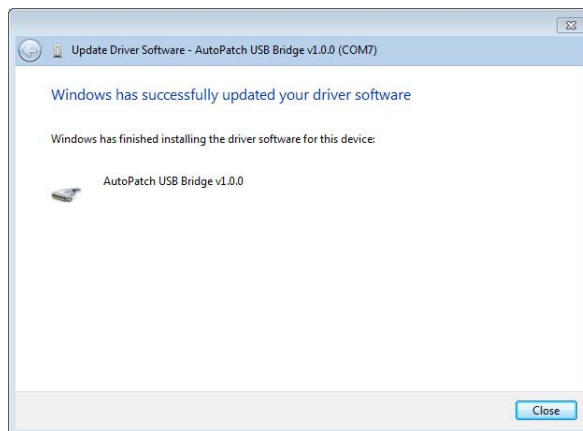 Update Driver Software - AutoPatch USB Bridge v1.0.0 (COM7)
Windows has successfully updated your driver software
Windows has finished installing the driver software for this device:
AutoPatch USB Bridge v1.0.0
Close